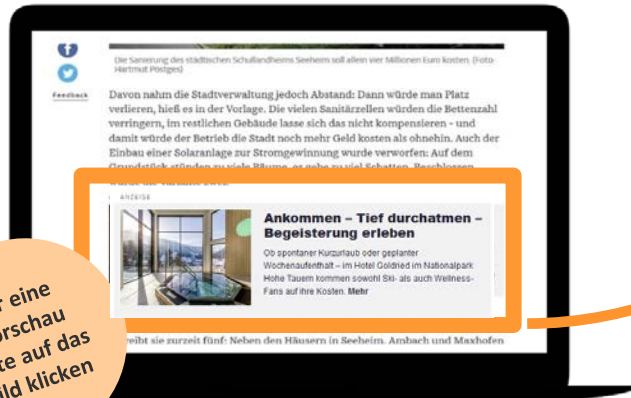 Die Sanierung des städtischen Schullandheims Seeheim soll allein vier Millionen Euro kosten. (Foto:
Hartmut Pöstges)
Feedback
Davon nahm die Stadtverwaltung jedoch Abstand: Dann würde man Platz
verlieren, hieß es in der Vorlage. Die vielen Sanitärzellen würden die Bettenzahl
verringern, im restlichen Gebäude lasse sich das nicht kompensieren - und
damit würde der Betrieb die Stadt noch mehr Geld kosten als ohnehin. Auch der
Einbau einer Solaranlage zur Stromgewinnung wurde verworfen: Auf dem
Grundstück stünden zu viele Bäume, es gebe zu viel Schatten. Beschlossen
wurde die Variante zwei.
ANZEIGE
Ankommen – Tief durchatmen –
Begeisterung erleben
Ob spontaner Kurzurlaub oder geplanter
Wochenaufenthalt – im Hotel Goldried im Nationalpark
Hohe Tauern kommen sowohl Ski- als auch Wellness-
Fans auf ihre Kosten. Mehr
sie zurzeit fünf: Neben den Häusern in Seeheim, Ambach und Maxhofen
eine
auf das
klicken